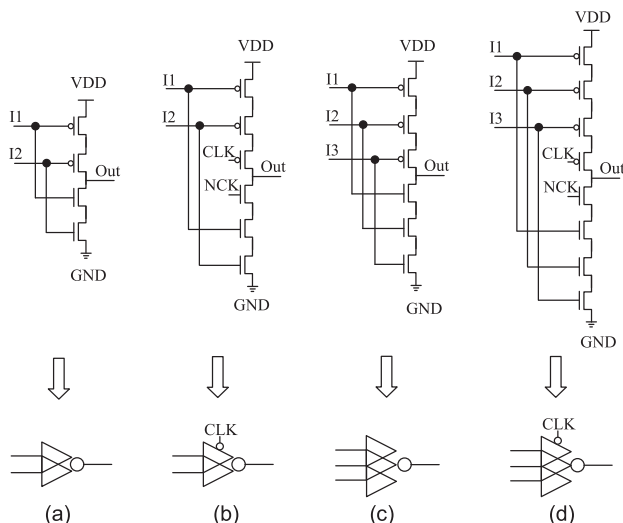 VDD
I1
I2
Out
GND
(a)
VDD
I1
I2
CLK
NCK
Out
GND
CLK
(b)
VDD
I1
I2
I3
Out
GND
(c)
VDD
I1
I2
I3
CLK
NCK
Out
GND
CLK
(d)